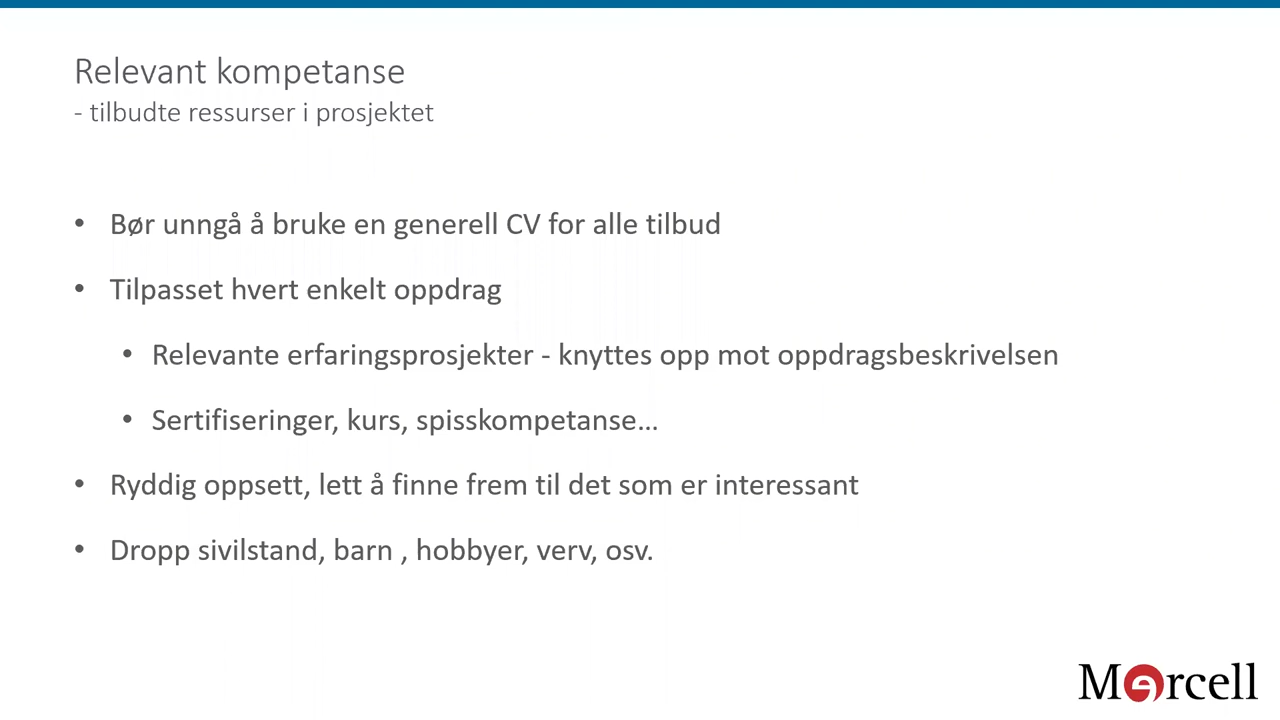 Relevant kompetanse
- tilbudte ressurser i prosjektet
• Bør unngå å bruke en generell CV for alle tilbud
• Tilpasset hvert enkelt oppdrag
• Relevante erfaringsprosjekter - knyttes opp mot oppdragsbeskrivelsen
• Sertifiseringer, kurs, spisskompetanse…
• Ryddig oppsett, lett å finne frem til det som er interessant
• Dropp sivilstand, barn , hobbyer, verv, osv.
Mercell